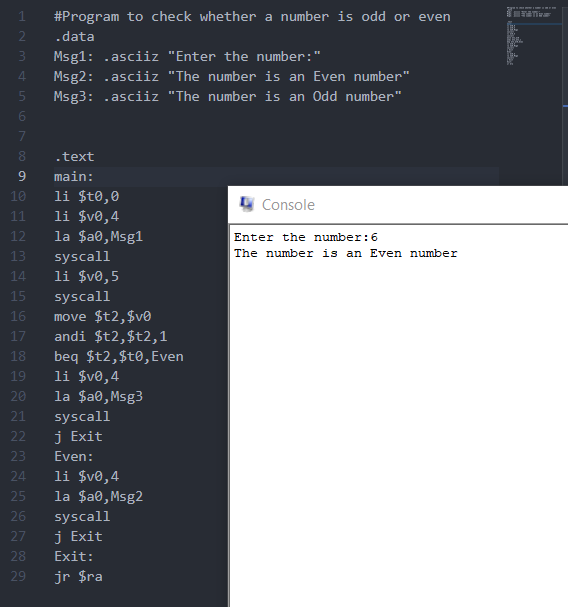 1 #Program to check whether a number is odd or even
2 .data
3 Msg1: .asciiz "Enter the number:"
4 Msg2: .asciiz "The number is an Even number"
5 Msg3: .asciiz "The number is an Odd number"
6
7
8 .text
9 main:
10 li $t0,0
11 li $v0,4
12 la $a0,Msg1
13 syscall
14 li $v0,5
15 syscall
16 move $t2,$v0
17 andi $t2,$t2,1
18 beq $t2,$t0,Even
19 li $v0,4
20 la $a0,Msg3
21 syscall
22 j Exit
23 Even:
24 li $v0,4
25 la $a0,Msg2
26 syscall
27 j Exit
28 Exit:
29 jr $ra
Console
Enter the number:6
The number is an Even number